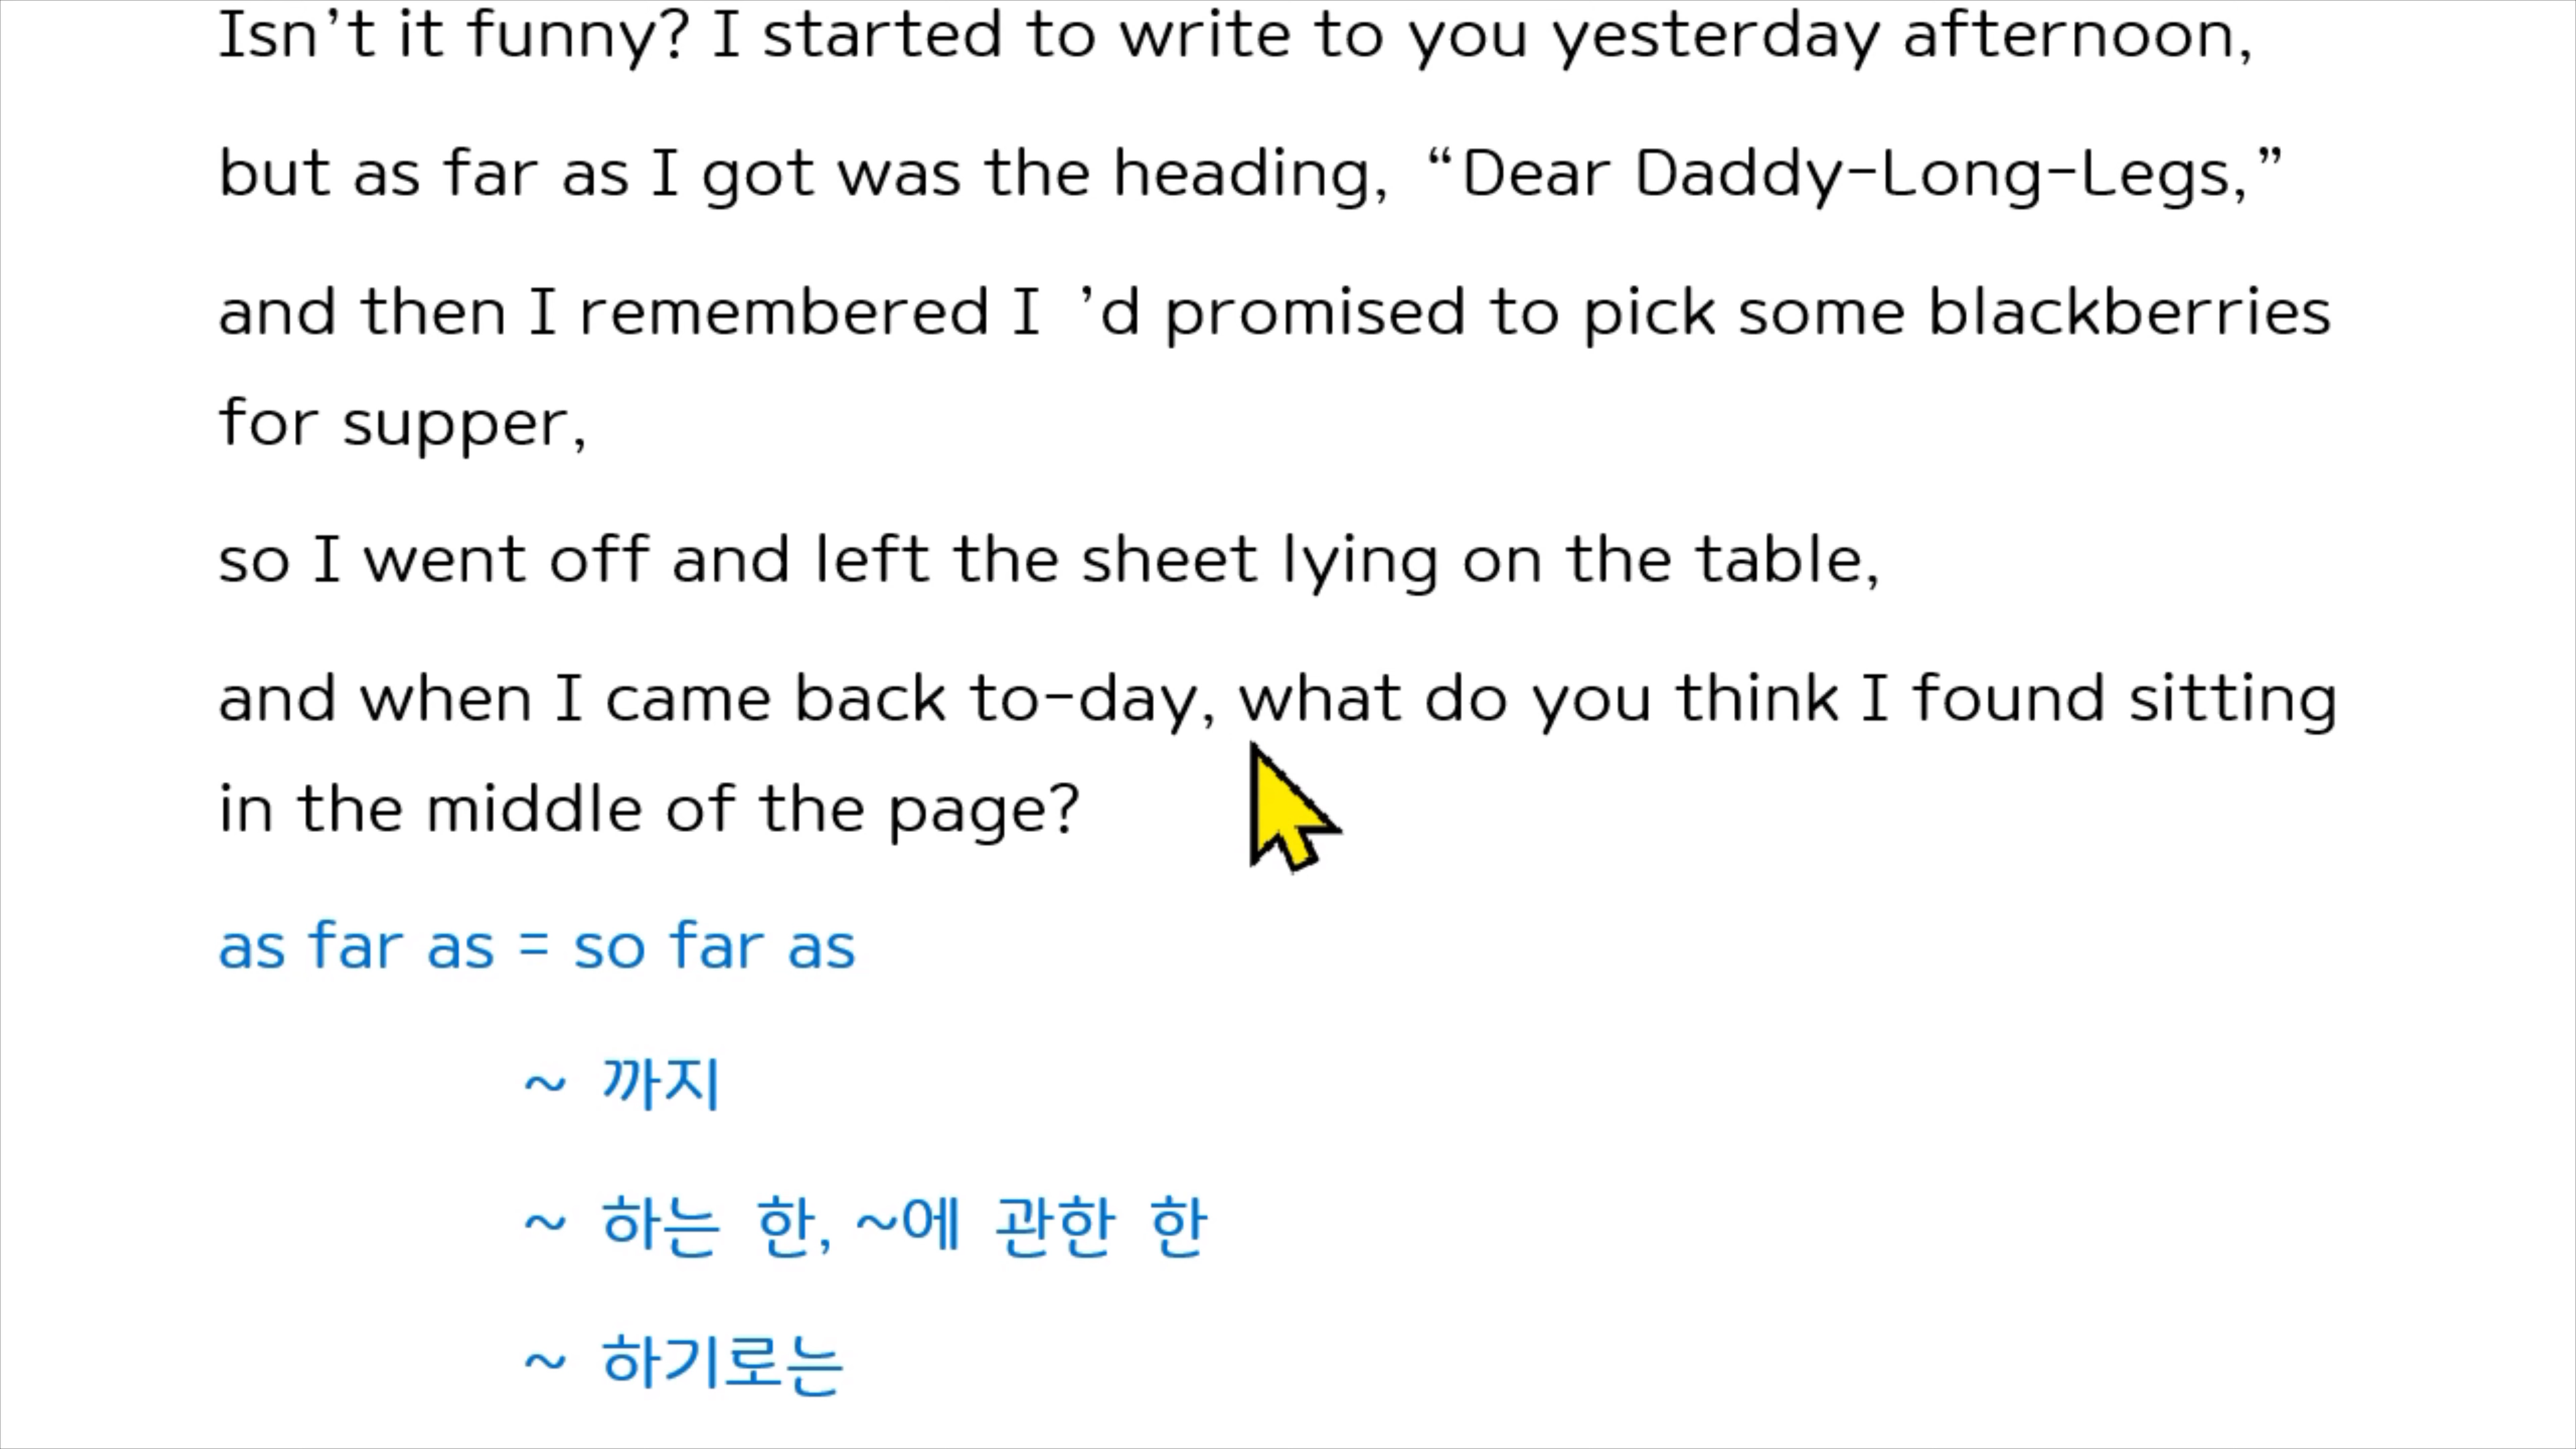 Isn’t it funny? I started to write to you yesterday afternoon,
but as far as I got was the heading, “Dear Daddy-Long-Legs,”
and then I remembered I ’d promised to pick some blackberries
for supper,
so I went off and left the sheet lying on the table,
and when I came back to-day, what do you think I found sitting
in the middle of the page?
as far as = so far as
~ 까지
~ 하는 한, ~에 관한 한
~ 하기로는